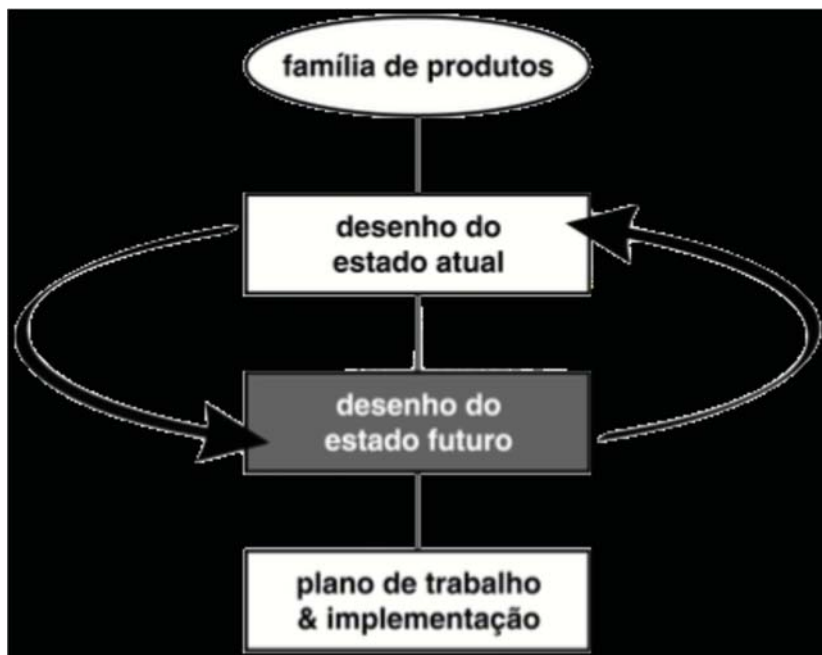 família de produtos
desenho do
estado atual
desenho do
estado futuro
plano de trabalho
& implementação